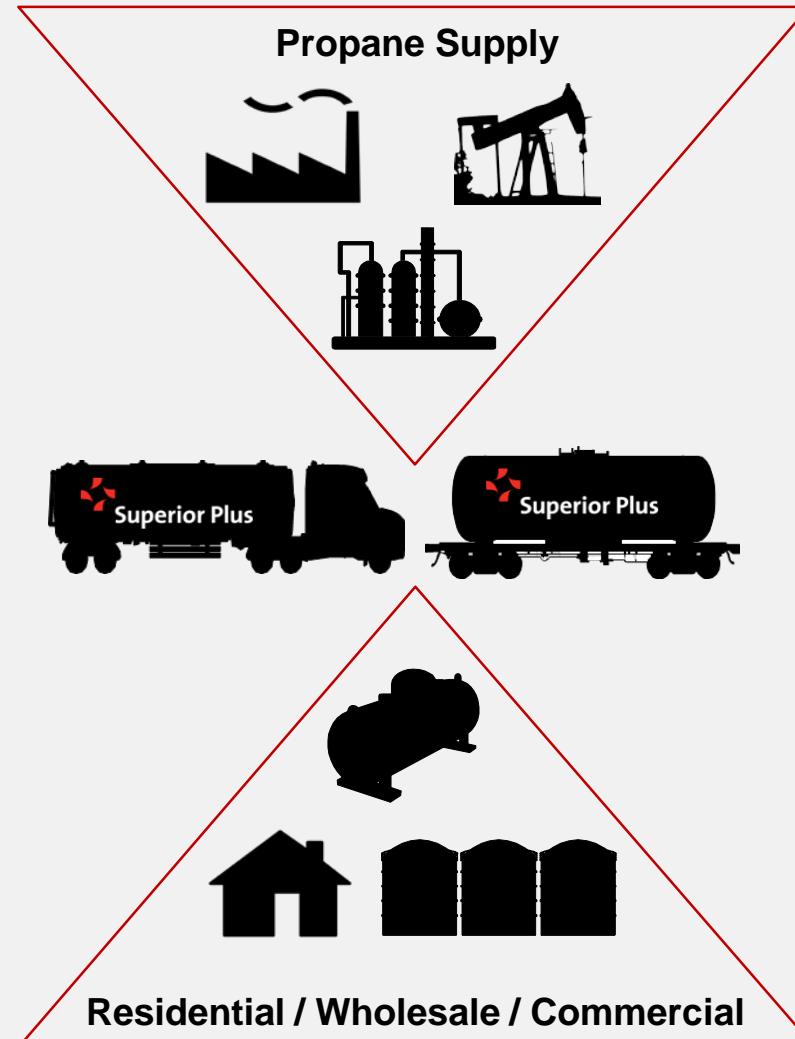 Propane Supply
Superior Plus
Superior Plus
Residential / Wholesale / Commercial